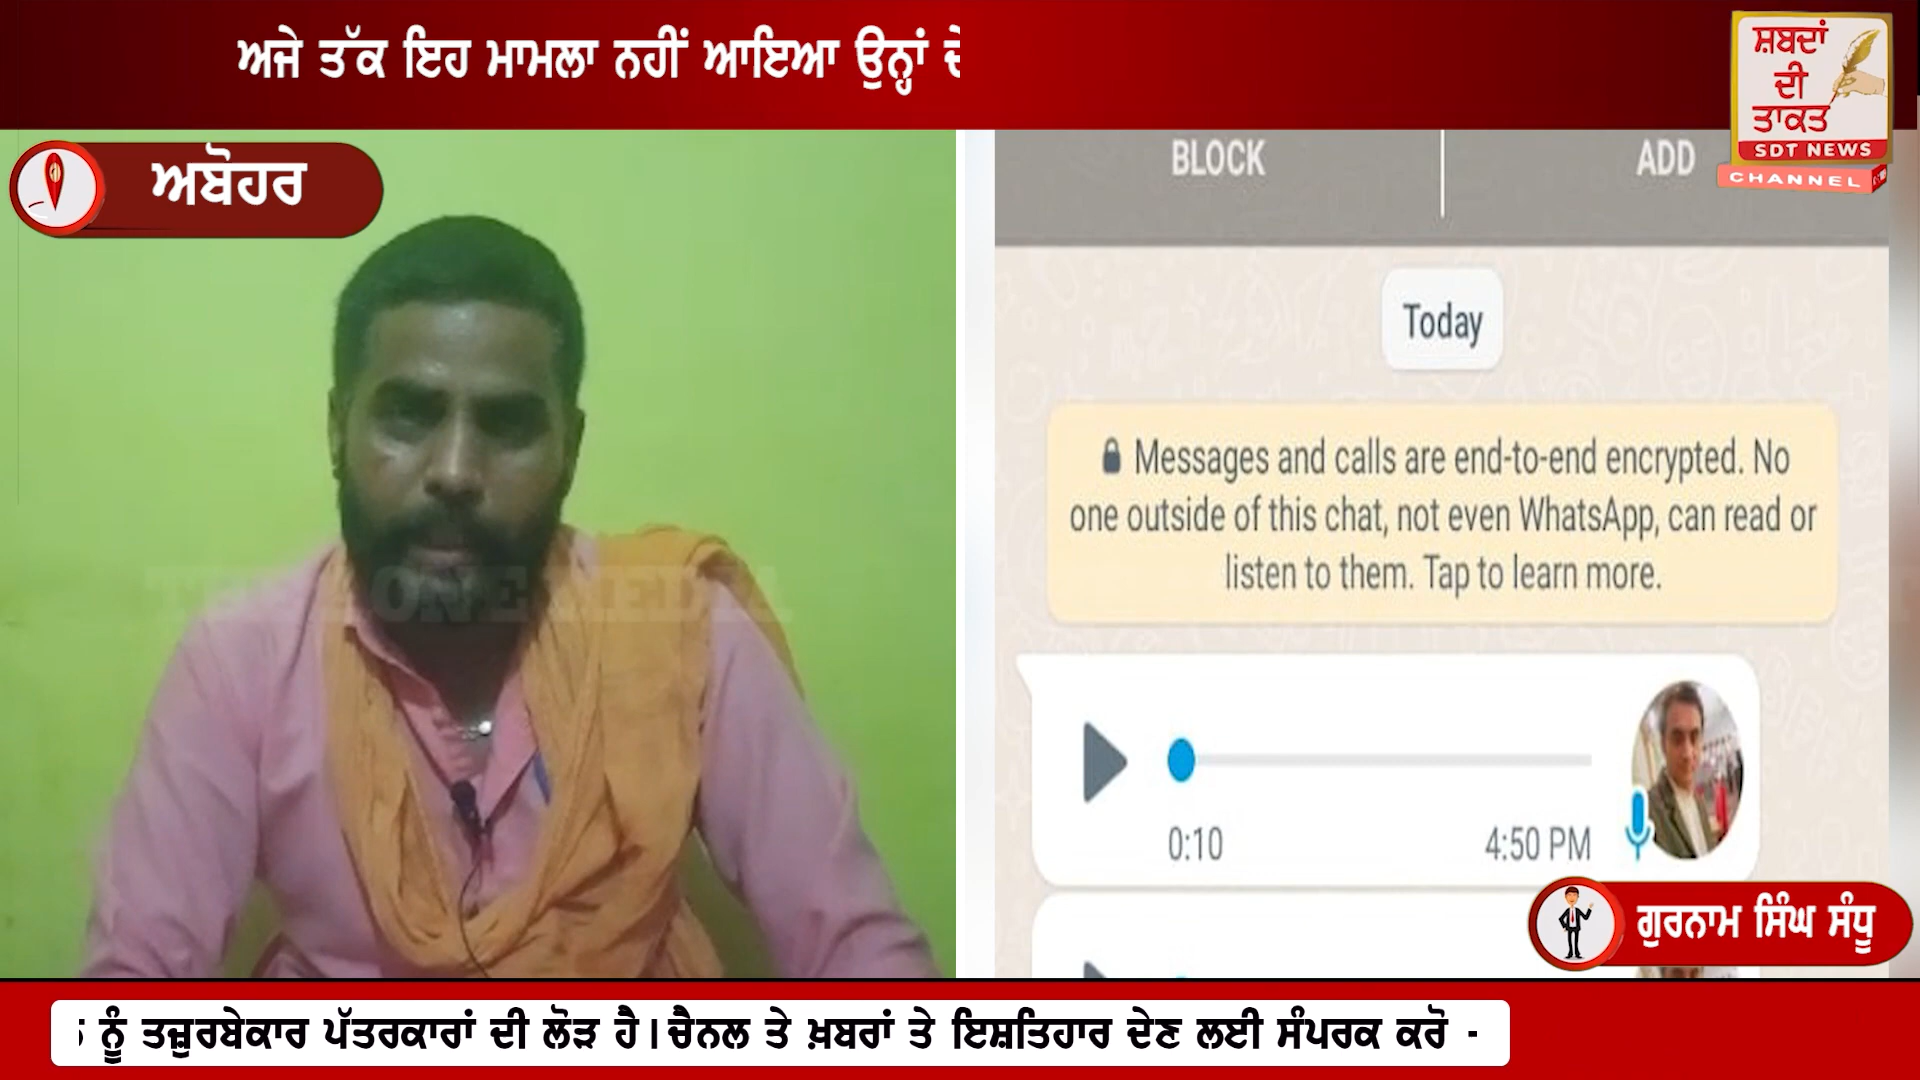 ਅਜੇ ਤੱਕ ਇਹ ਮਾਮਲਾ ਨਹੀਂ ਆਇਆ ਉਨ੍ਹਾਂ
ਸ਼ਬਦਾਂ
ਦੀ
ਤਾਕਤ
SDT NEWS
CHANNEL
ਅਬੋਹਰ
BLOCK
ADD
Today
Messages and calls are end-to-end encrypted. No
one outside of this chat, not even WhatsApp, can read or
listen to them. Tap to learn more.
0:10
4:50 PM
ਗੁਰਨਾਮ ਸਿੰਘ ਸੰਧੂ
ਨੂੰ ਤਜ਼ੁਰਬੇਕਾਰ ਪੱਤਰਕਾਰਾਂ ਦੀ ਲੋੜ ਹੈ।ਚੈਨਲ ਤੇ ਖ਼ਬਰਾਂ ਤੇ ਇਸ਼ਤਿਹਾਰ ਦੇਣ ਲਈ ਸੰਪਰਕ ਕਰੋ -